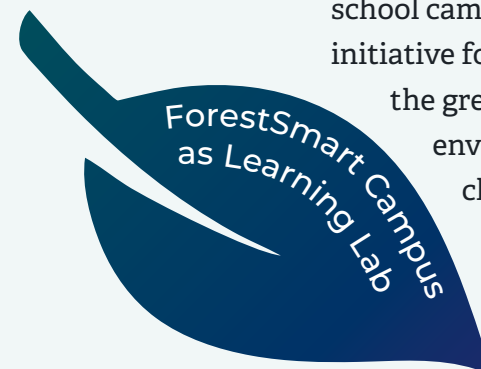 school cam
initiative fo
the gre
env
cl
ForestSmart Campus
as Learning Lab